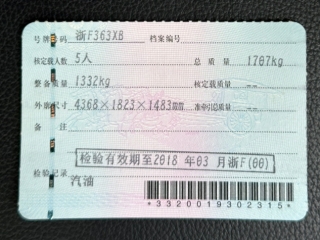 号牌号码 浙F363XB 档案编号
核定载人数 5人 总质量 1707kg
整备质量 1332kg 核定载质量 --
外廓尺寸 4368×1823×1483mm 准牵引总质量 --
备注
检验有效期至2018年03月浙F(00)
检验记录
汽油
*3320019302315*